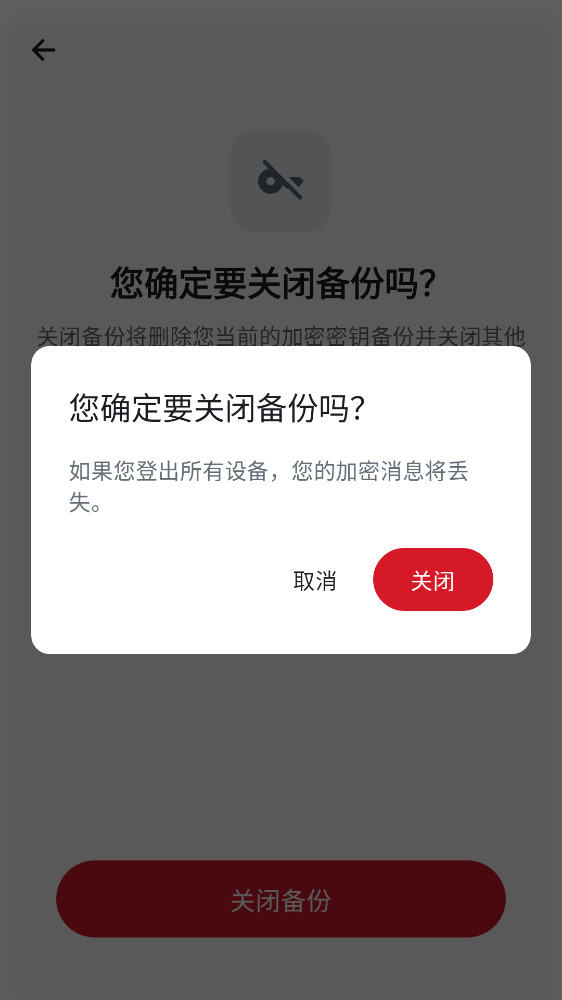 您确定要关闭备份吗?
关闭备份将删除您当前的加密密钥备份并关闭其他
您确定要关闭备份吗?
如果您登出所有设备，您的加密消息将丢
失。
取消
关闭
关闭备份